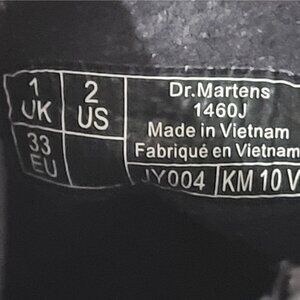 1 UK
2 US
33 EU
Dr.Martens
1460J
Made in Vietnam
Fabriqué en Vietnam
JY004
KM 10 V